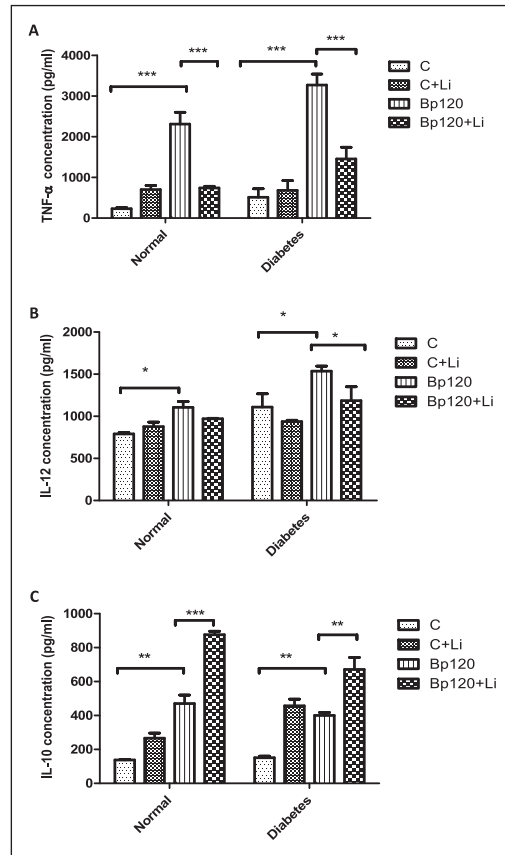 A
TNF-α concentration (pg/ml)
4000
3000
2000
1000
0
***
***
***
***
Normal
Diabetes
C
C+Li
Bp120
Bp120+Li
B
IL-12 concentration (pg/ml)
2000
1500
1000
500
0
*
*
*
Normal
Diabetes
C
C+Li
Bp120
Bp120+Li
C
IL-10 concentration (pg/ml)
1000
800
600
400
200
0
**
***
**
**
Normal
Diabetes
C
C+Li
Bp120
Bp120+Li